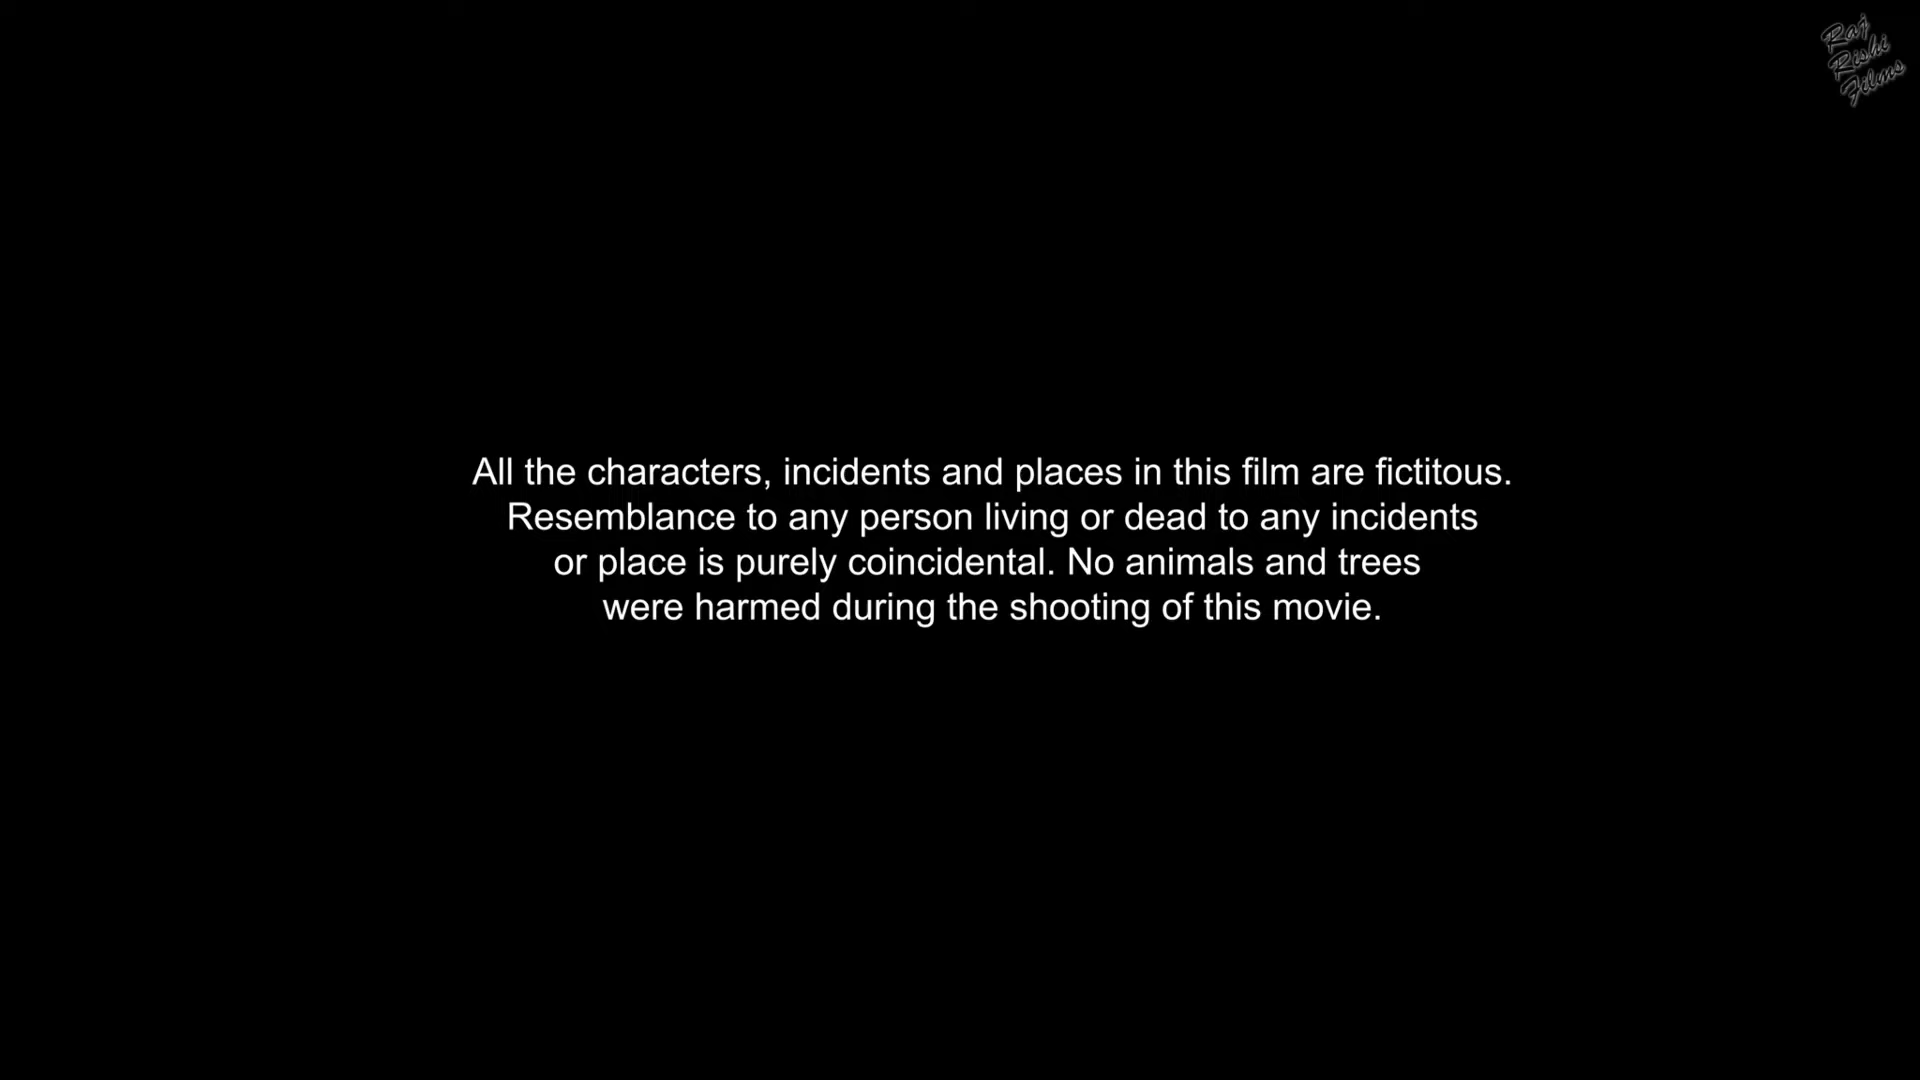 Raj
Rishi
Films
All the characters, incidents and places in this film are fictitous.
Resemblance to any person living or dead to any incidents
or place is purely coincidental. No animals and trees
were harmed during the shooting of this movie.